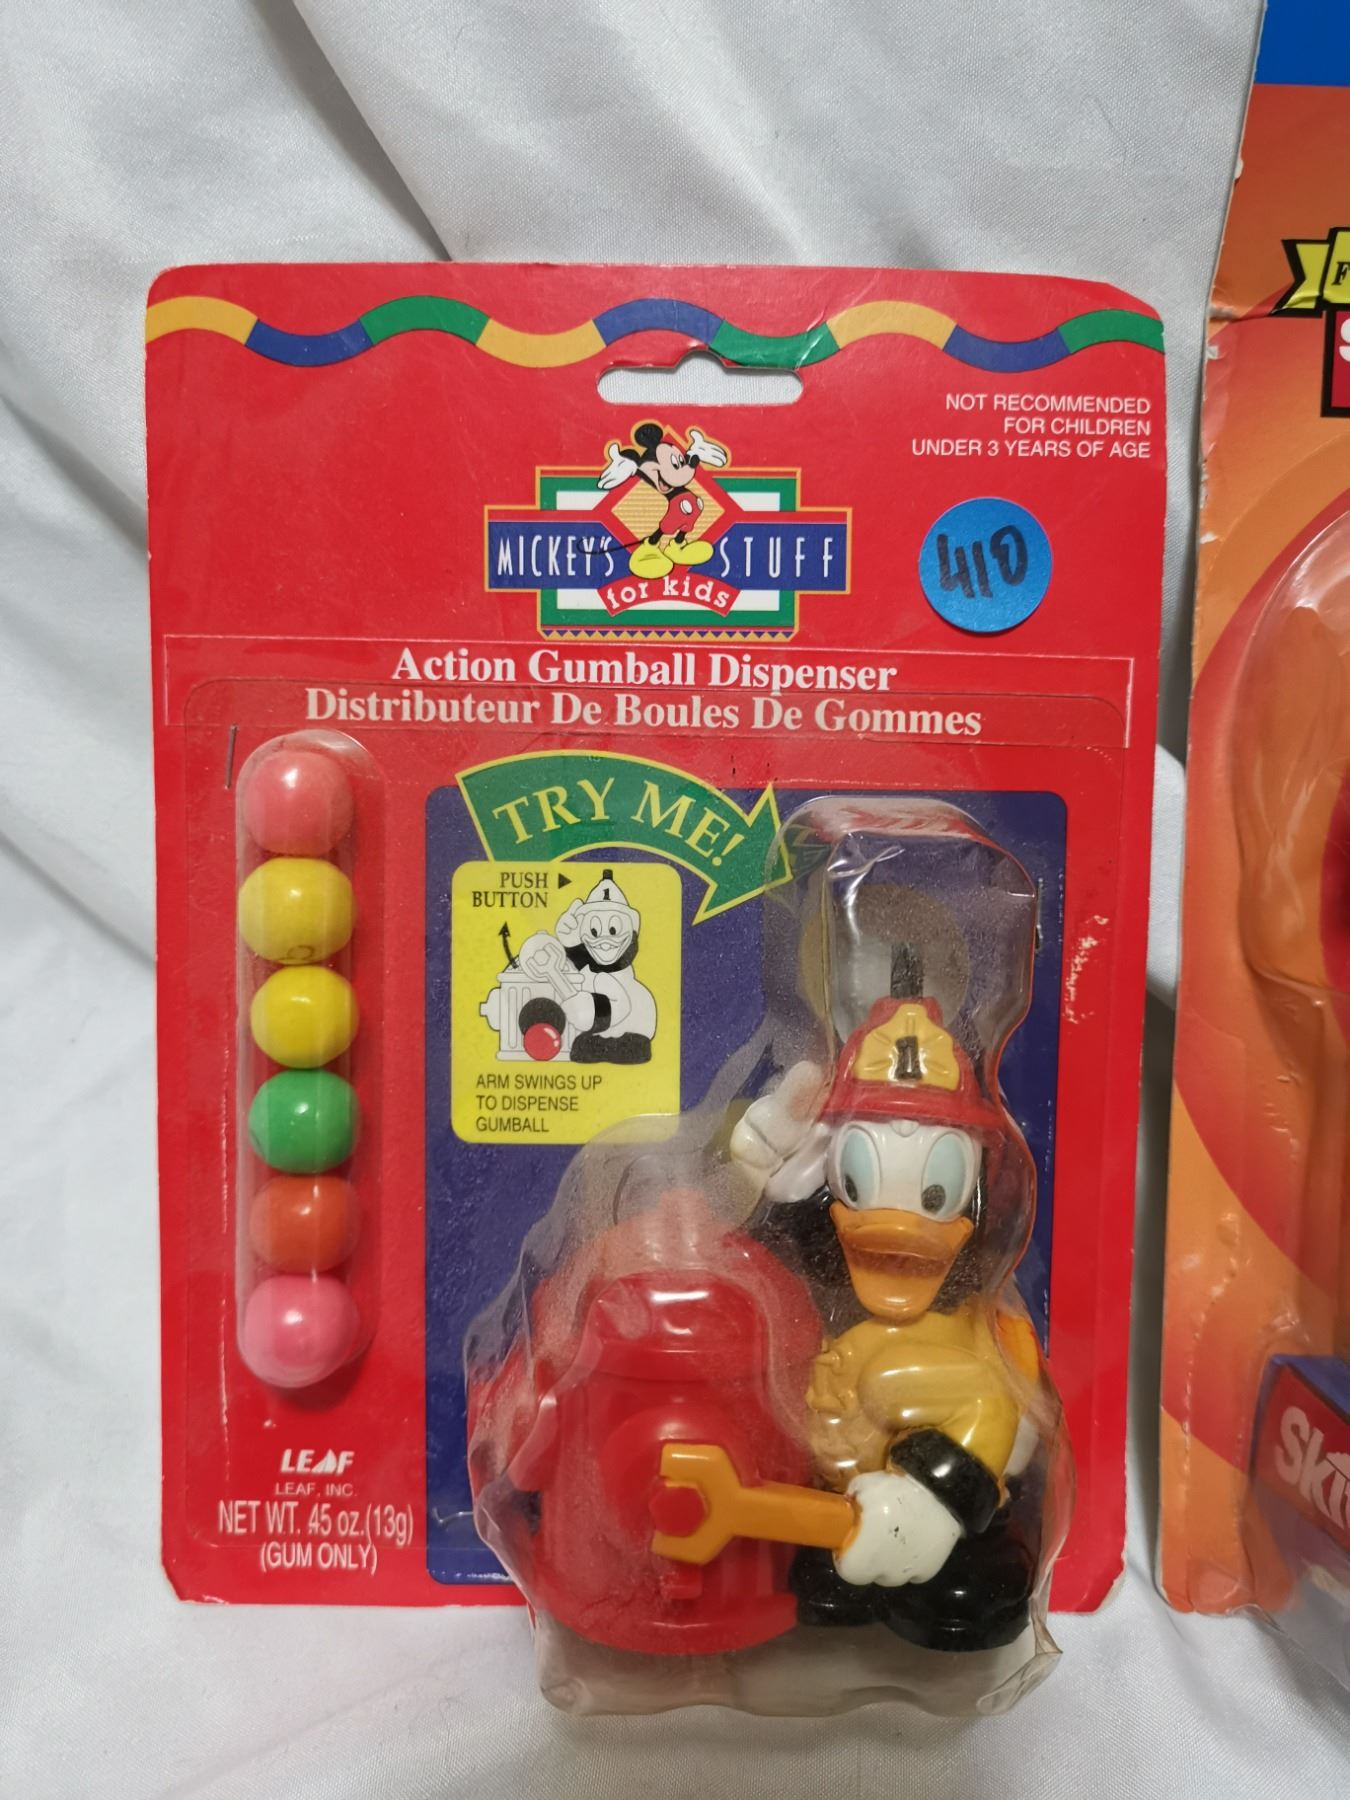 NOT RECOMMENDED
FOR CHILDREN
UNDER 3 YEARS OF AGE
MICKEY'S STUFF
for kids
410
Action Gumball Dispenser
Distributeur De Boules De Gommes
TRY ME!
PUSH
BUTTON
1
ARM SWINGS UP
TO DISPENSE
GUMBALL
1
LEAF
LEAF, INC.
NET WT. .45 oz.(13g)
(GUM ONLY)